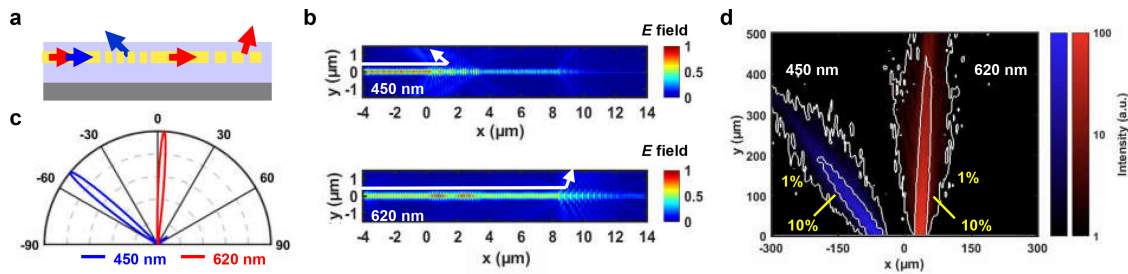 a
b
E field
1
0.5
0
1
0
-1
y (µm)
450 nm
-4 -2 0 2 4 6 8 10 12 14
x (µm)
E field
1
0.5
0
1
0
-1
y (µm)
620 nm
-4 -2 0 2 4 6 8 10 12 14
x (µm)
c
-90
-60
-30
0
30
60
90
450 nm
620 nm
d
500
400
300
200
100
0
y (µm)
450 nm
620 nm
1%
10%
1%
10%
-300 -150 0 150 300
x (µm)
100
10
1
Intensity (a.u.)